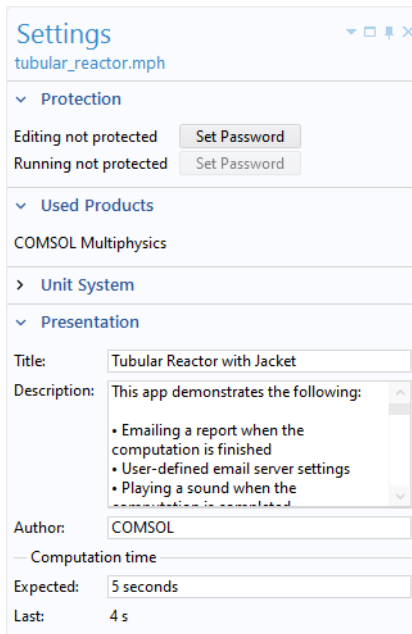 Settings
tubular_reactor.mph
Protection
Editing not protected Set Password
Running not protected Set Password
Used Products
COMSOL Multiphysics
Unit System
Presentation
Title: Tubular Reactor with Jacket
Description: This app demonstrates the following:
• Emailing a report when the
computation is finished
• User-defined email server settings
• Playing a sound when the
computation is completed
Author: COMSOL
Computation time
Expected: 5 seconds
Last: 4 s